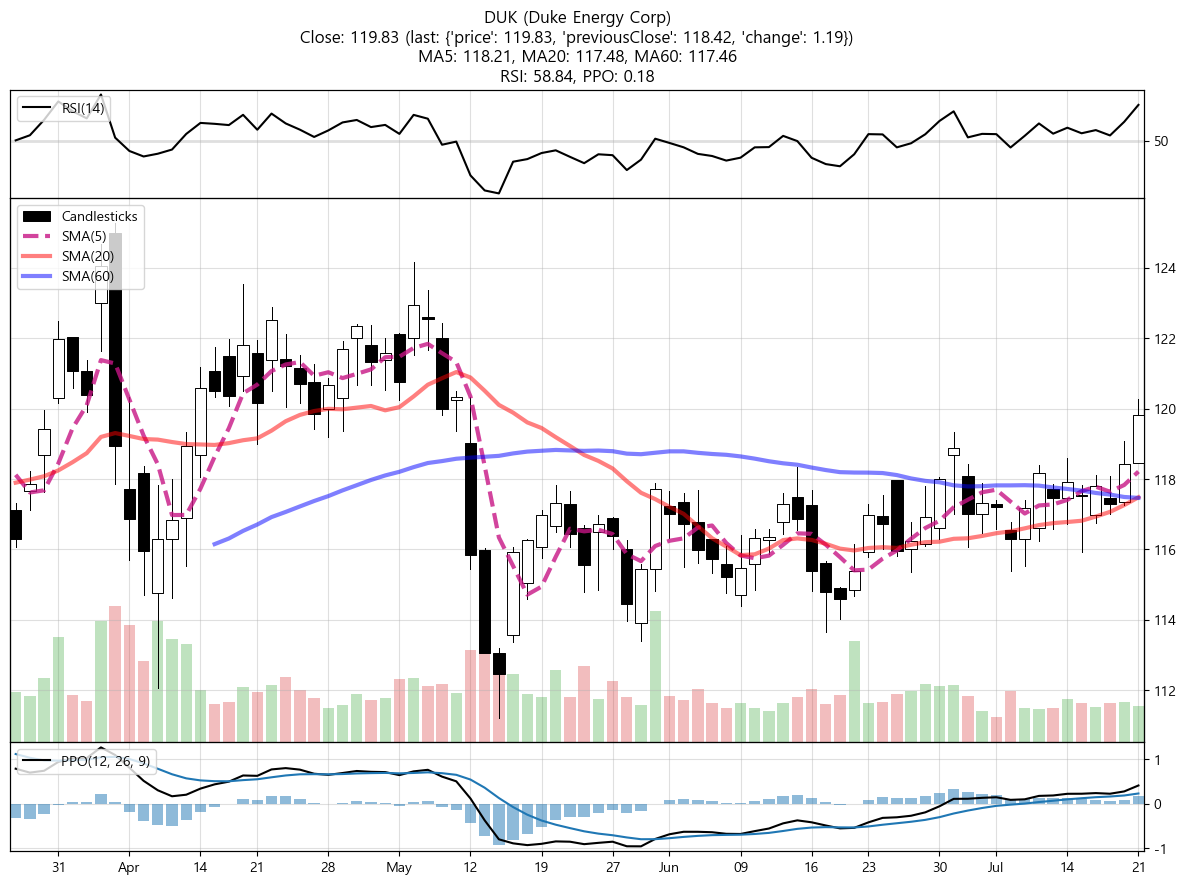 DUK (Duke Energy Corp)
Close: 119.83 (last: {'price': 119.83, 'previousClose': 118.42, 'change': 1.19})
MA5: 118.21, MA20: 117.48, MA60: 117.46
RSI: 58.84, PPO: 0.18
RSI(14)
50
Candlesticks
SMA(5)
SMA(20)
SMA(60)
124
122
120
118
116
114
112
PPO(12, 26, 9)
1
0
-1
31 Apr 14 21 28 May 12 19 27 Jun 09 16 23 30 Jul 14 21